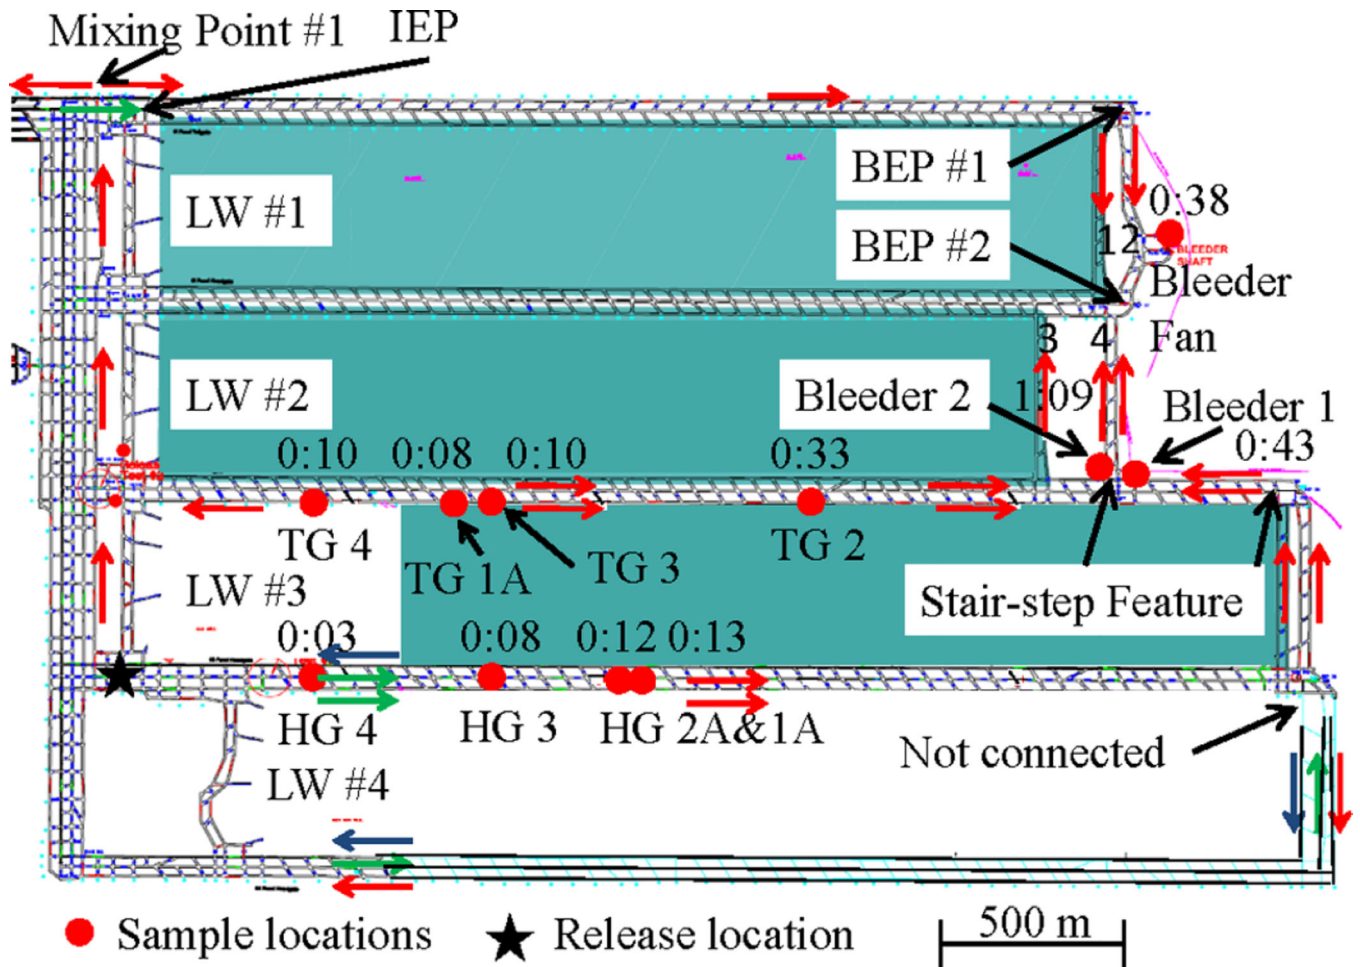 Mixing Point #1
IEP
BEP #1
LW #1
0:38
BEP #2
12
BLEEDER
SHAFT
Bleeder
Fan
3 4
LW #2
Bleeder 2
1:09
Bleeder 1
0:43
0:10 0:08 0:10 0:33
TG 4
TG 1A
TG 3
TG 2
LW #3
Stair-step Feature
0:03 0:08 0:12 0:13
HG 4 HG 3 HG 2A&1A
Not connected
LW #4
Sample locations
Release location
500 m